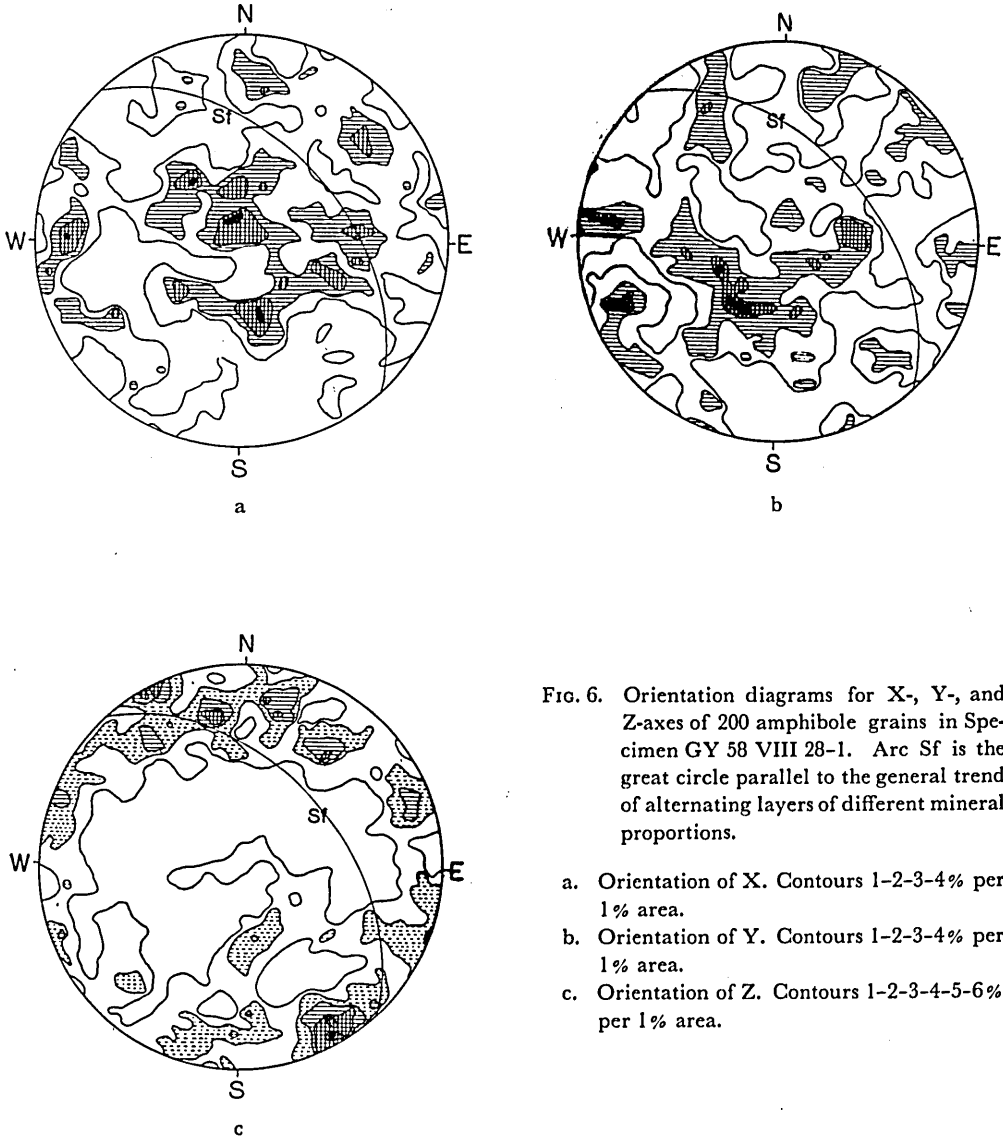 N
Sf
W
E
S
a
N
Sf
W
E
S
b
N
Sf
W
E
S
c
FIG. 6. Orientation diagrams for X-, Y-, and
Z-axes of 200 amphibole grains in Spe-
cimen GY 58 VIII 28-1. Arc Sf is the
great circle parallel to the general trend
of alternating layers of different mineral
proportions.
a. Orientation of X. Contours 1-2-3-4% per
1% area.
b. Orientation of Y. Contours 1-2-3-4% per
1% area.
c. Orientation of Z. Contours 1-2-3-4-5-6%
per 1% area.